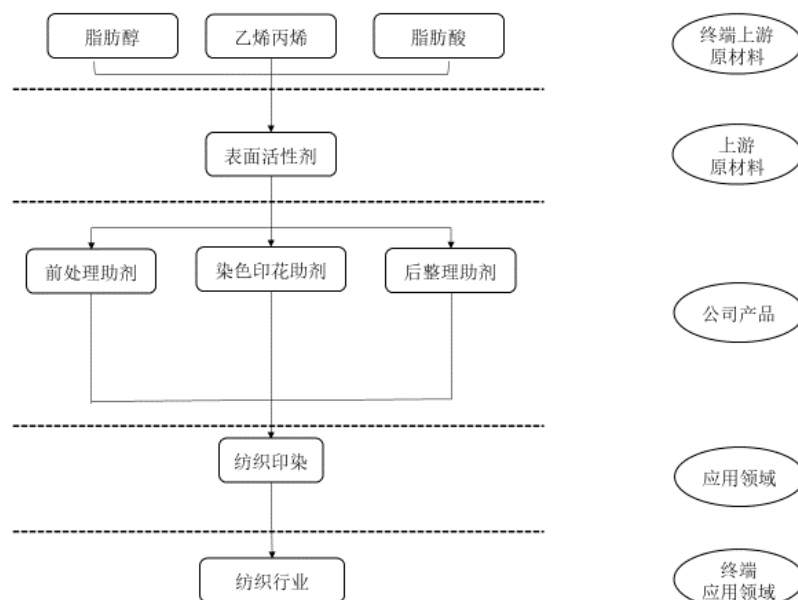 脂肪醇
乙烯丙烯
脂肪酸
终端上游
原材料
表面活性剂
上游
原材料
前处理助剂
染色印花助剂
后整理助剂
公司产品
纺织印染
应用领域
纺织行业
终端
应用领域